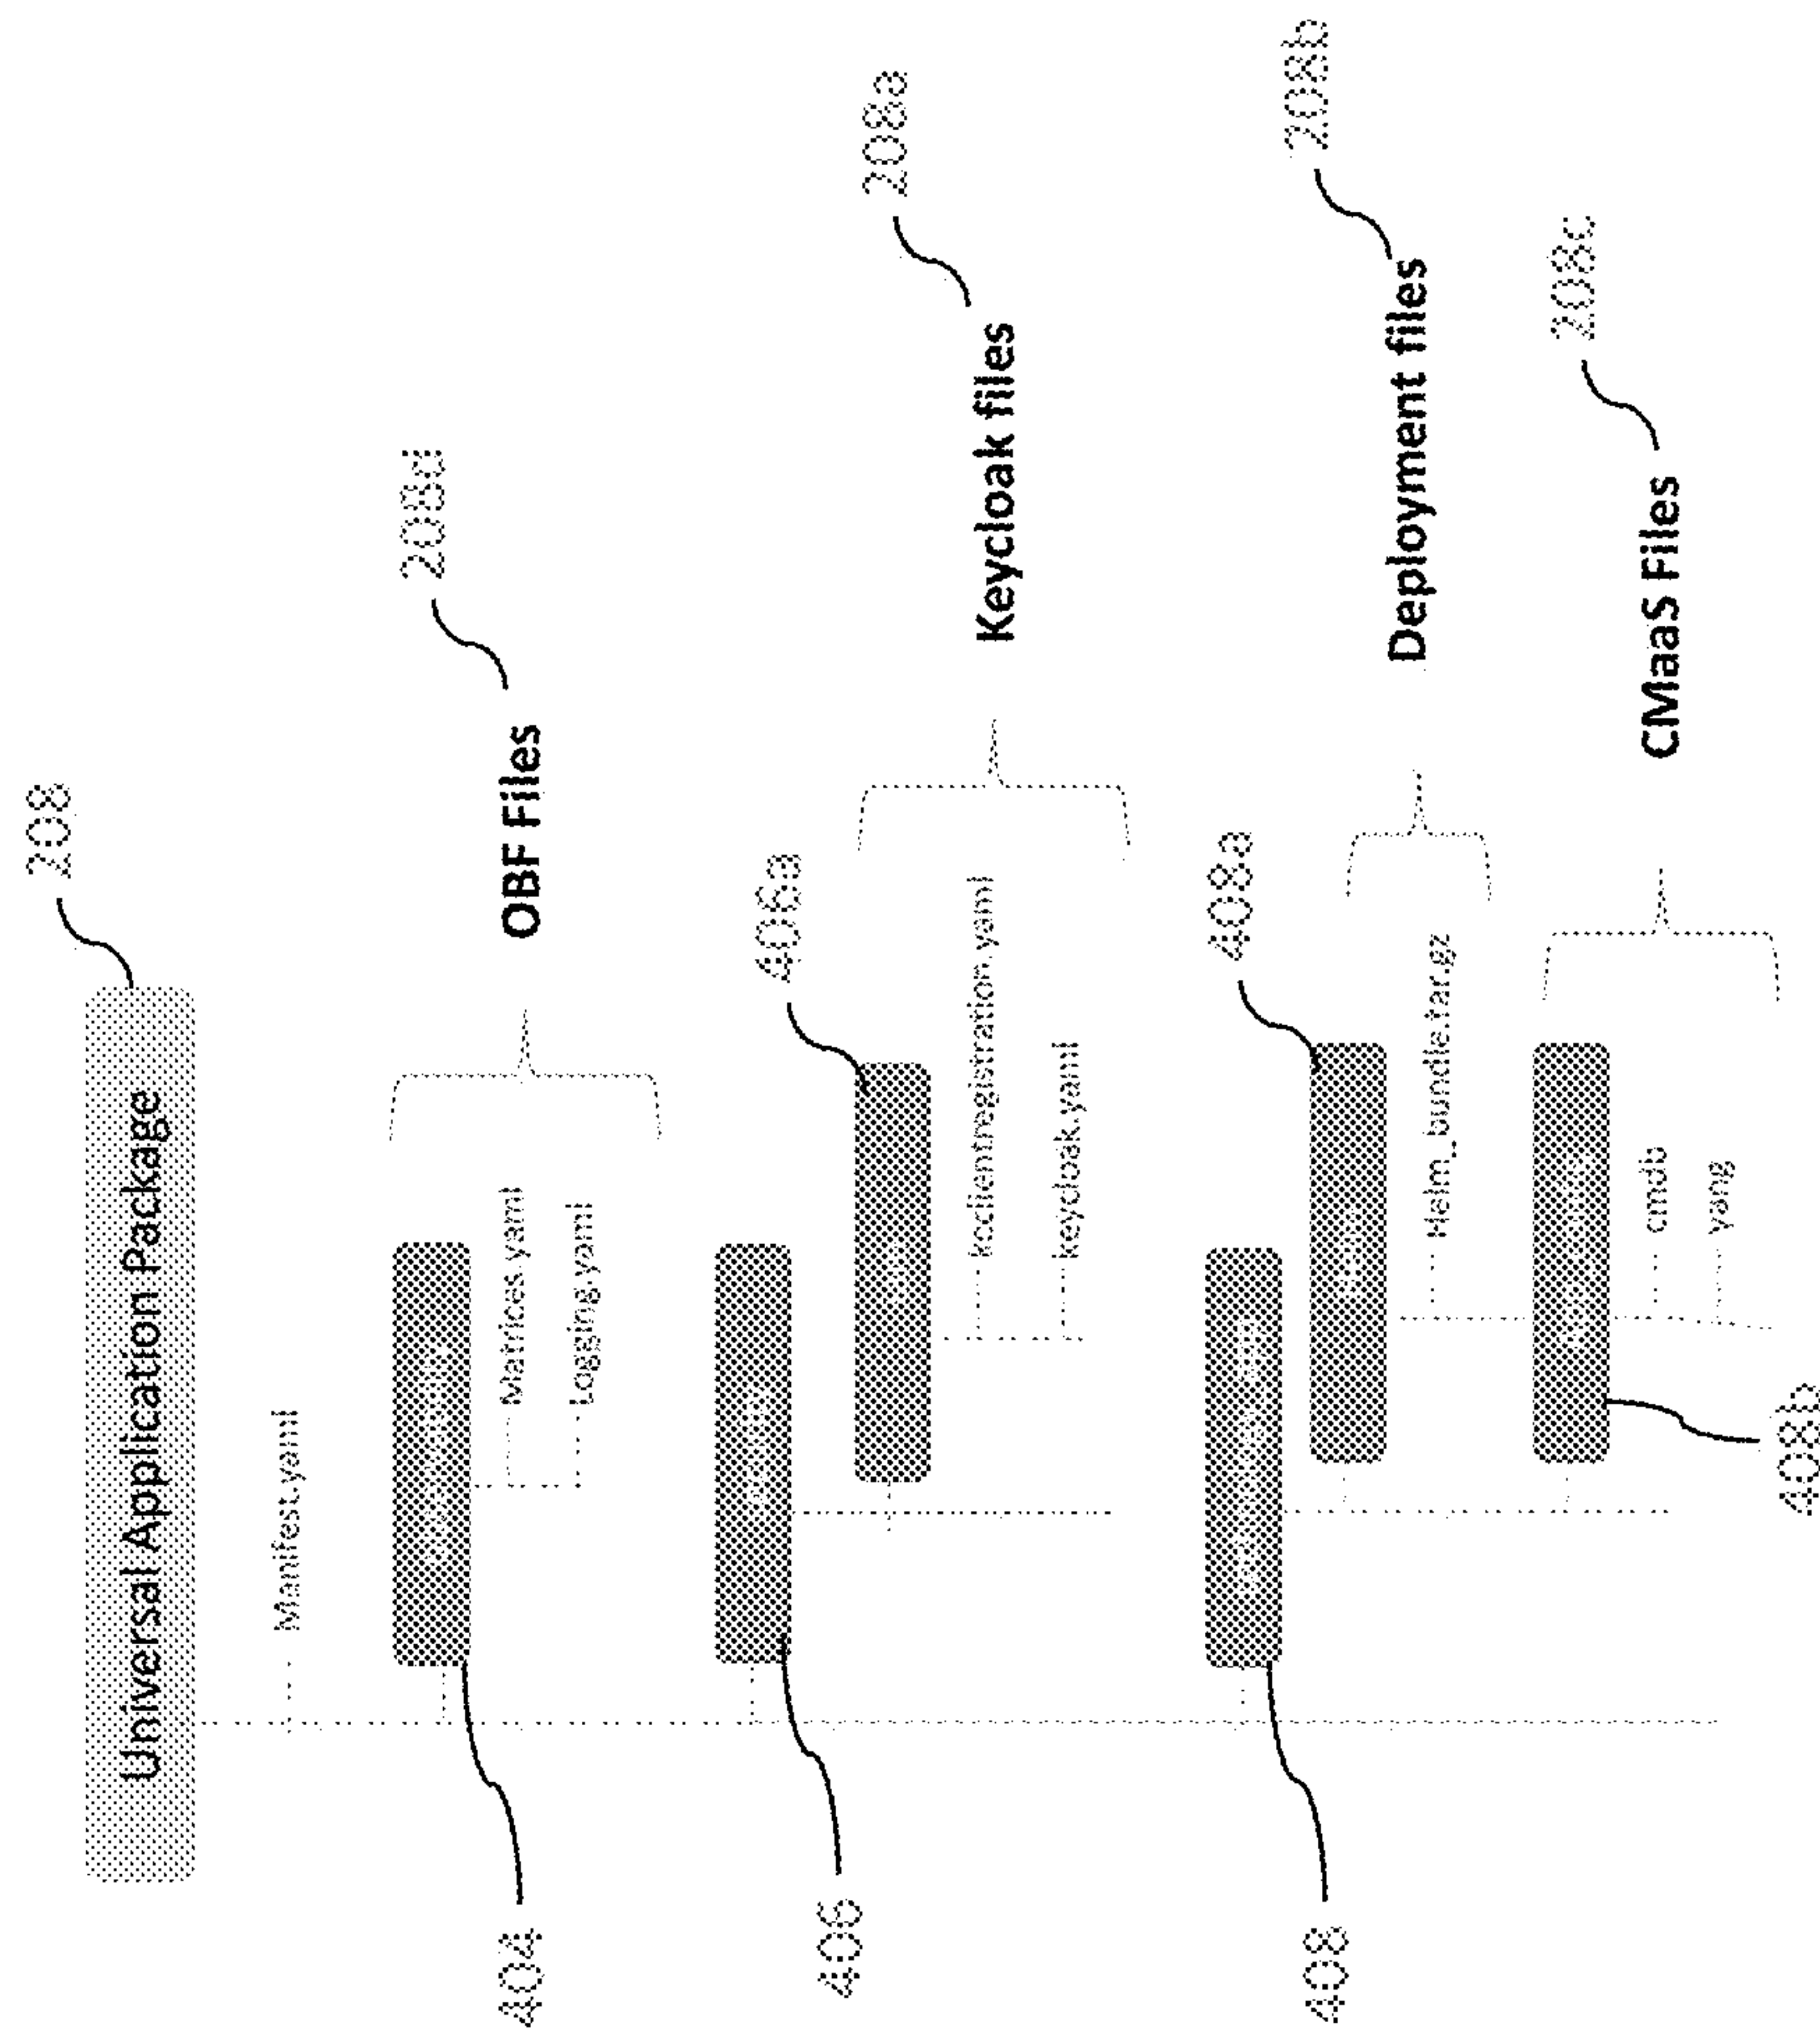 208
Universal Application Package
Manifest.yaml
208d
OBF Files
404
Matrices.yaml
Logging.yaml
406
406a
208a
Keycloak files
kcclientregistration.yaml
keycloak.yaml
408
408a
208b
Deployment files
Helm_bundle.tar.gz
208c
CMaaS Files
cmdb
yang
408b